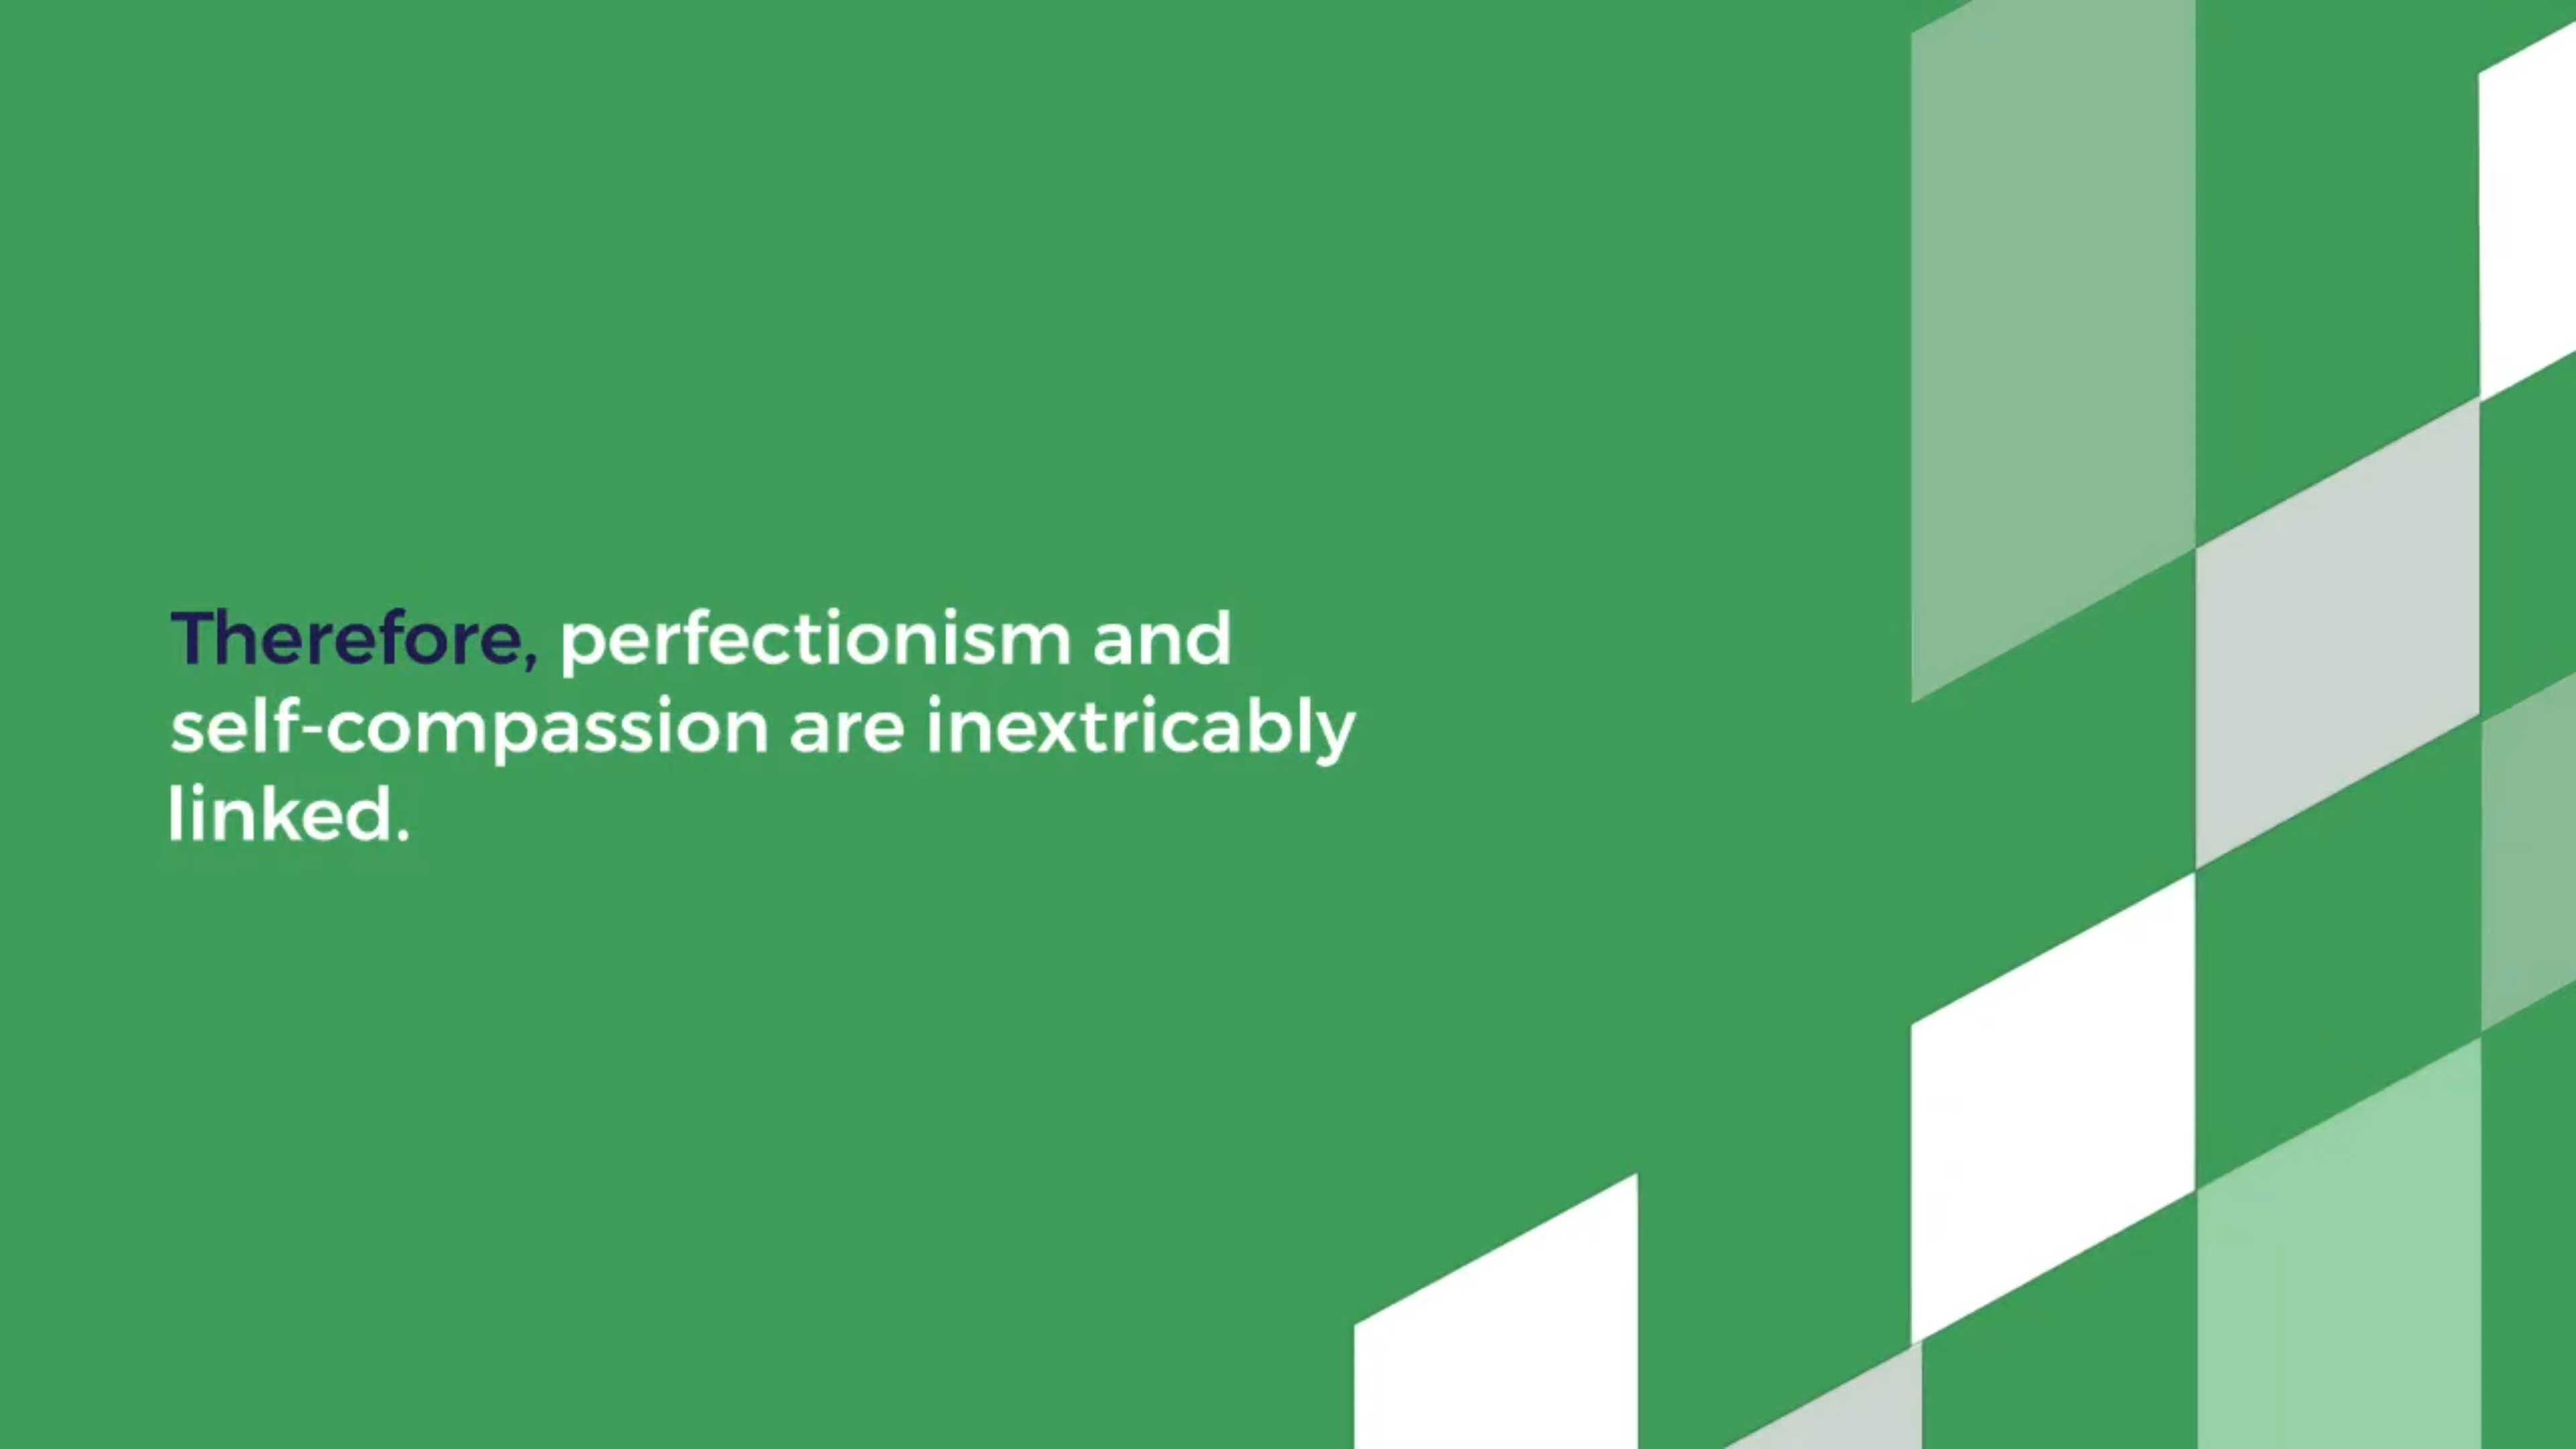 Therefore, perfectionism and
self-compassion are inextricably
linked.